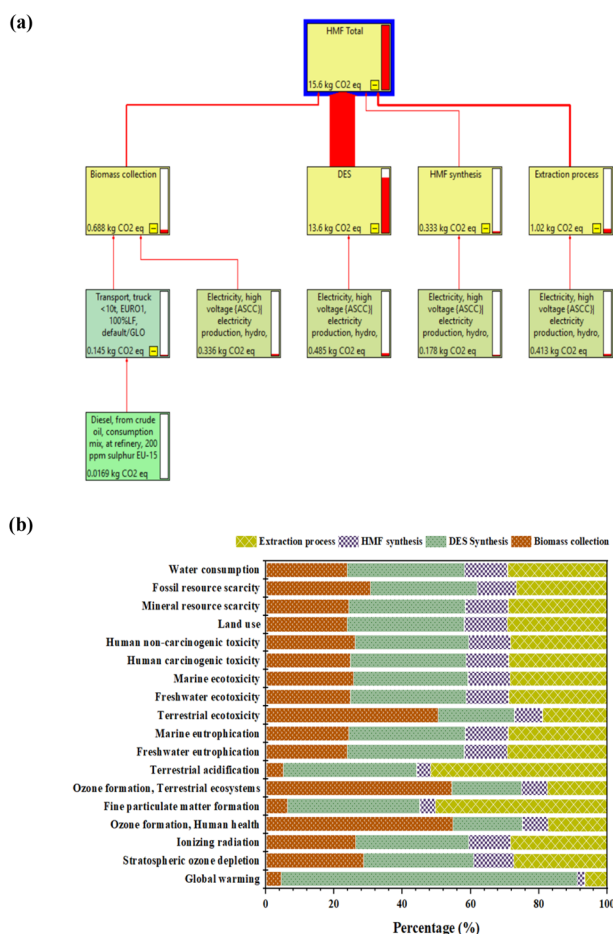 (a)
HMF Total
15.6 kg CO2 eq
Biomass collection
0.688 kg CO2 eq
DES
13.6 kg CO2 eq
HMF synthesis
0.333 kg CO2 eq
Extraction process
1.02 kg CO2 eq
Transport, truck
<10t, EURO1,
100%LF,
default/GLO
0.145 kg CO2 eq
Electricity, high
voltage {ASCC}|
electricity
production, hydro,
0.336 kg CO2 eq
Electricity, high
voltage {ASCC}|
electricity
production, hydro,
0.485 kg CO2 eq
Electricity, high
voltage {ASCC}|
electricity
production, hydro,
0.178 kg CO2 eq
Electricity, high
voltage {ASCC}|
electricity
production, hydro,
0.413 kg CO2 eq
Diesel, from crude
oil, consumption
mix, at refinery, 200
ppm sulphur EU-15
0.0169 kg CO2 eq
(b)
Extraction process HMF synthesis DES Synthesis Biomass collection
Water consumption
Fossil resource scarcity
Mineral resource scarcity
Land use
Human non-carcinogenic toxicity
Human carcinogenic toxicity
Marine ecotoxicity
Freshwater ecotoxicity
Terrestrial ecotoxicity
Marine eutrophication
Freshwater eutrophication
Terrestrial acidification
Ozone formation, Terrestrial ecosystems
Fine particulate matter formation
Ozone formation, Human health
Ionizing radiation
Stratospheric ozone depletion
Global warming
0 20 40 60 80 100
Percentage (%)